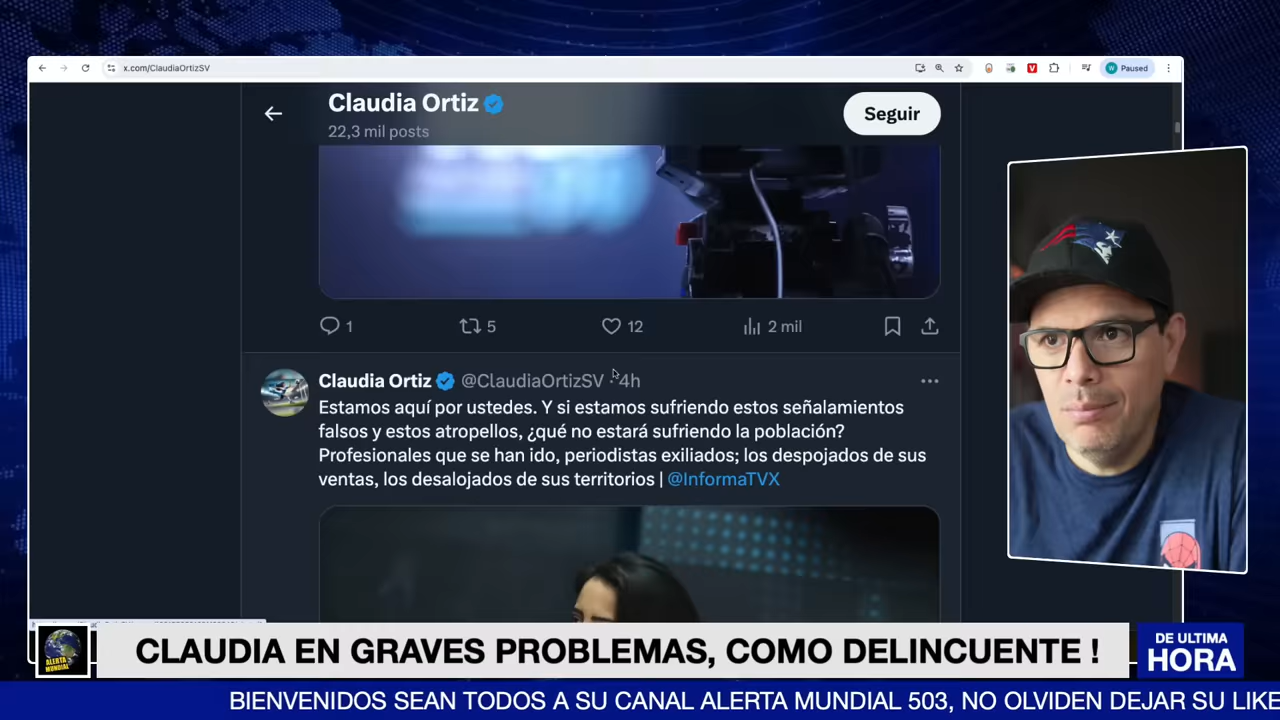 x.com/ClaudiaOrtizSV
Paused
Claudia Ortiz
22,3 mil posts
Seguir
1
5
12
2 mil
Claudia Ortiz @ClaudiaOrtizSV · 4h
Estamos aquí por ustedes. Y si estamos sufriendo estos señalamientos
falsos y estos atropellos, ¿qué no estará sufriendo la población?
Profesionales que se han ido, periodistas exiliados; los despojados de sus
ventas, los desalojados de sus territorios | @InformaTVX
ALERTA
MUNDIAL
CLAUDIA EN GRAVES PROBLEMAS, COMO DELINCUENTE !
DE ULTIMA
HORA
BIENVENIDOS SEAN TODOS A SU CANAL ALERTA MUNDIAL 503, NO OLVIDEN DEJAR SU LIKE